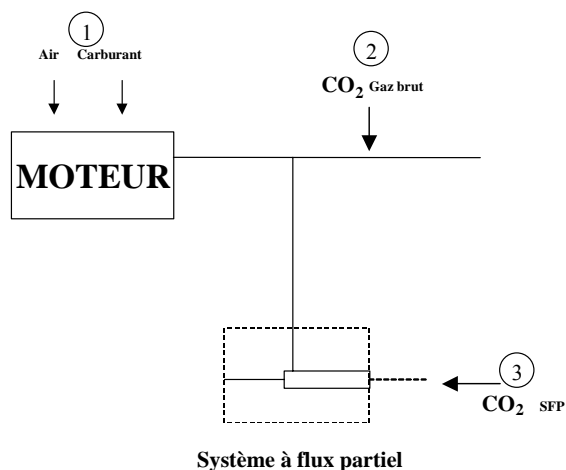 1
Air Carburant
2
CO2 Gaz brut
MOTEUR
3
CO2 SFP
Système à flux partiel